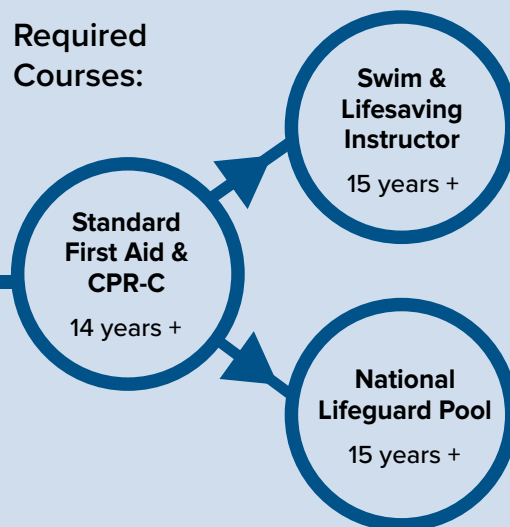 Required
Courses:
Swim &
Lifesaving
Instructor
15 years +
Standard
First Aid &
CPR-C
14 years +
National
Lifeguard Pool
15 years +